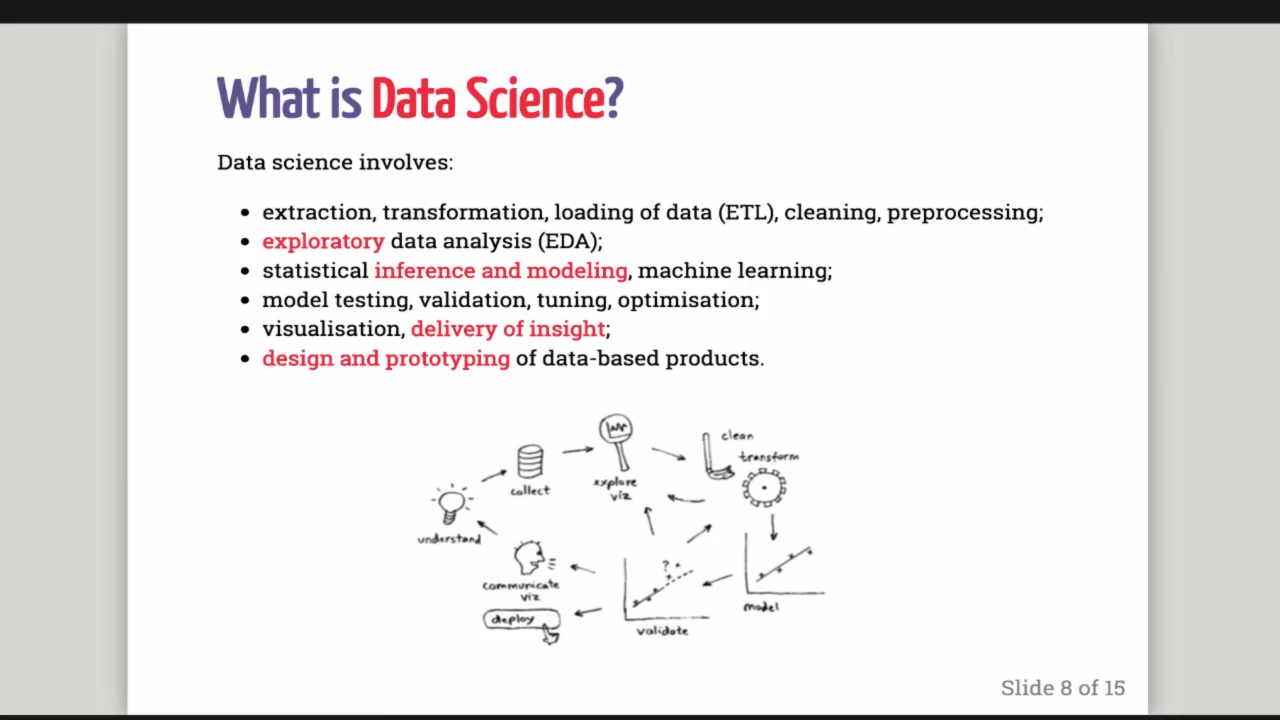 What is Data Science?
Data science involves:
• extraction, transformation, loading of data (ETL), cleaning, preprocessing;
• exploratory data analysis (EDA);
• statistical inference and modeling, machine learning;
• model testing, validation, tuning, optimisation;
• visualisation, delivery of insight;
• design and prototyping of data-based products.
clean
transform
collect
explore
viz
understand
communicate
viz
?
deploy
model
validate
Slide 8 of 15